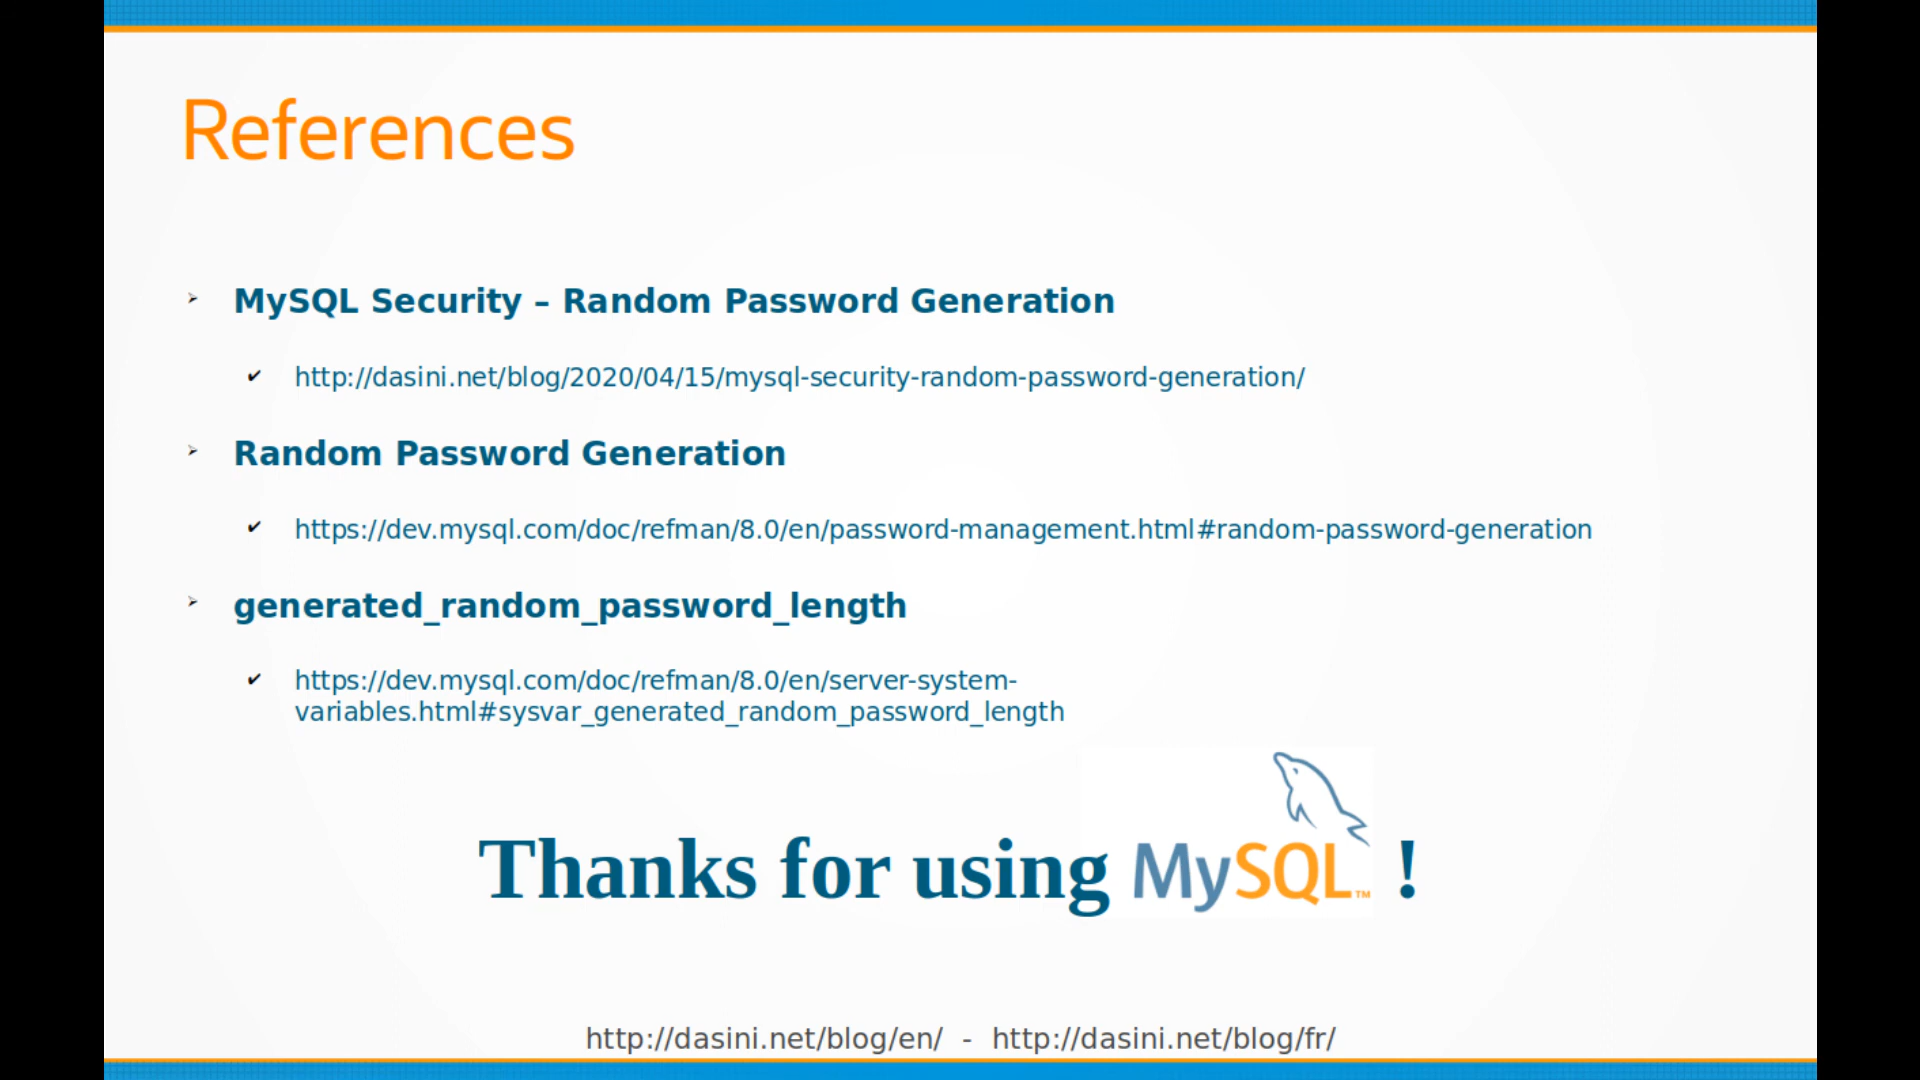 References
MySQL Security – Random Password Generation
http://dasini.net/blog/2020/04/15/mysql-security-random-password-generation/
Random Password Generation
https://dev.mysql.com/doc/refman/8.0/en/password-management.html#random-password-generation
generated_random_password_length
https://dev.mysql.com/doc/refman/8.0/en/server-system-
variables.html#sysvar_generated_random_password_length
Thanks for using MySQL™ !
http://dasini.net/blog/en/ - http://dasini.net/blog/fr/